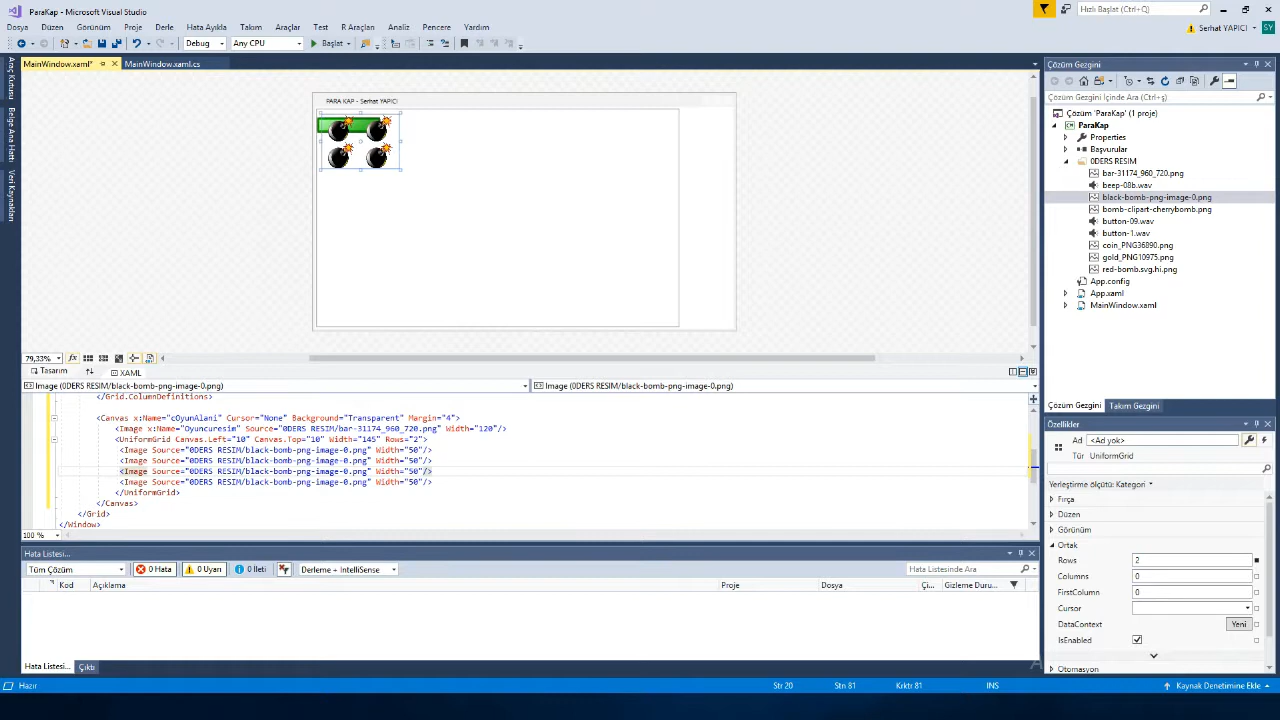 ParaKap - Microsoft Visual Studio
Hızlı Başlat (Ctrl+Q)
Dosya Düzen Görünüm Proje Derle Hata Ayıkla Takım Araçlar Test R Araçları Analiz Pencere Yardım
Serhat YAPICI SY
Debug Any CPU Başlat
Araç Kutusu
Belge Ana Hattı
Veri Kaynakları
MainWindow.xaml* MainWindow.xaml.cs
PARA KAP - Serhat YAPICI
79,33%
Tasarım XAML
Image (0DERS RESIM/black-bomb-png-image-0.png) Image (0DERS RESIM/black-bomb-png-image-0.png)
</Grid.ColumnDefinitions>
<Canvas x:Name="cOyunAlani" Cursor="None" Background="Transparent" Margin="4">
<Image x:Name="Oyuncuresim" Source="0DERS RESIM/bar-31174_960_720.png" Width="120"/>
<UniformGrid Canvas.Left="10" Canvas.Top="10" Width="145" Rows="2">
<Image Source="0DERS RESIM/black-bomb-png-image-0.png" Width="50"/>
<Image Source="0DERS RESIM/black-bomb-png-image-0.png" Width="50"/>
<Image Source="0DERS RESIM/black-bomb-png-image-0.png" Width="50"/>
<Image Source="0DERS RESIM/black-bomb-png-image-0.png" Width="50"/>
</UniformGrid>
</Canvas>
</Grid>
</Window>
100 %
Hata Listesi...
Tüm Çözüm 0 Hata 0 Uyarı 0 İleti Derleme + IntelliSense
Hata Listesinde Ara
Kod Açıklama Proje Dosya Çi... Gizleme Duru...
Hata Listesi... Çıktı
Hazır Str 20 Stn 81 Krktr 81 INS Kaynak Denetimine Ekle
Çözüm Gezgini
Çözüm Gezgini İçinde Ara (Ctrl+ş)
Çözüm 'ParaKap' (1 proje)
ParaKap
Properties
Başvurular
0DERS RESIM
bar-31174_960_720.png
beep-08b.wav
black-bomb-png-image-0.png
bomb-clipart-cherrybomb.png
button-09.wav
button-1.wav
coin_PNG36890.png
gold_PNG10975.png
red-bomb.svg.hi.png
App.config
App.xaml
MainWindow.xaml
Çözüm Gezgini Takım Gezgini
Özellikler
Ad <Ad yok>
Tür UniformGrid
Yerleştirme ölçütü: Kategori
Fırça
Düzen
Görünüm
Ortak
Rows 2
Columns 0
FirstColumn 0
Cursor
DataContext Yeni
IsEnabled
Otomasyon